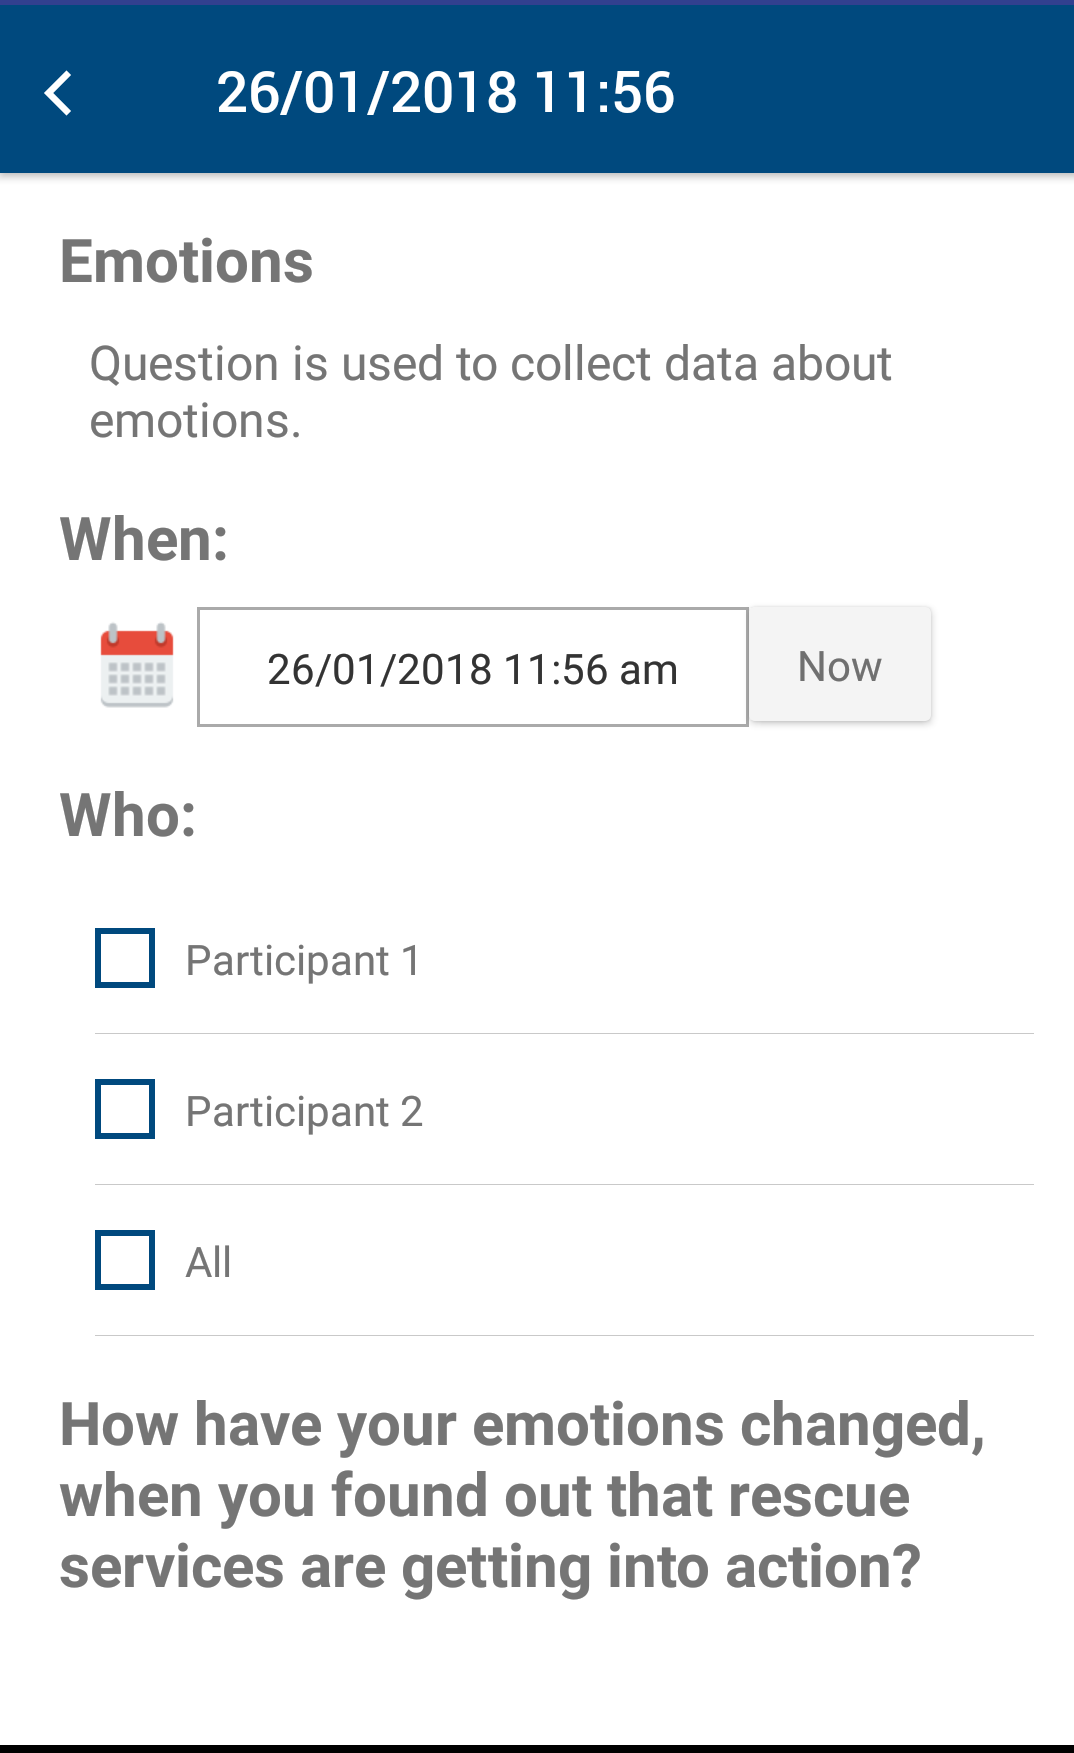 26/01/2018 11:56
Emotions
Question is used to collect data about
emotions.
When:
26/01/2018 11:56 am
Now
Who:
Participant 1
Participant 2
All
How have your emotions changed,
when you found out that rescue
services are getting into action?